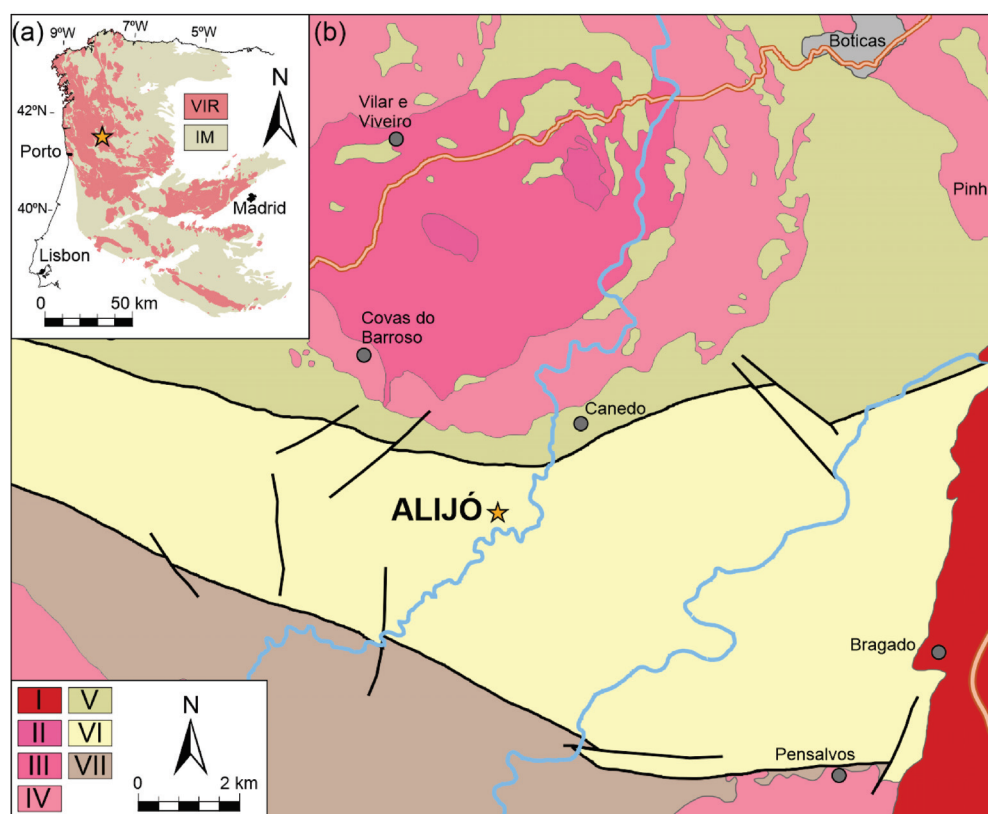 (a)
9ºW
7ºW
5ºW
N
42ºN
VIR
IM
Porto
40ºN
Madrid
Lisbon
0
50 km
(b)
Boticas
Vilar e
Viveiro
Pinh
Covas do
Barroso
Canedo
ALIJÓ
Bragado
Pensalvos
I
V
II
VI
III
VII
IV
N
0
2 km